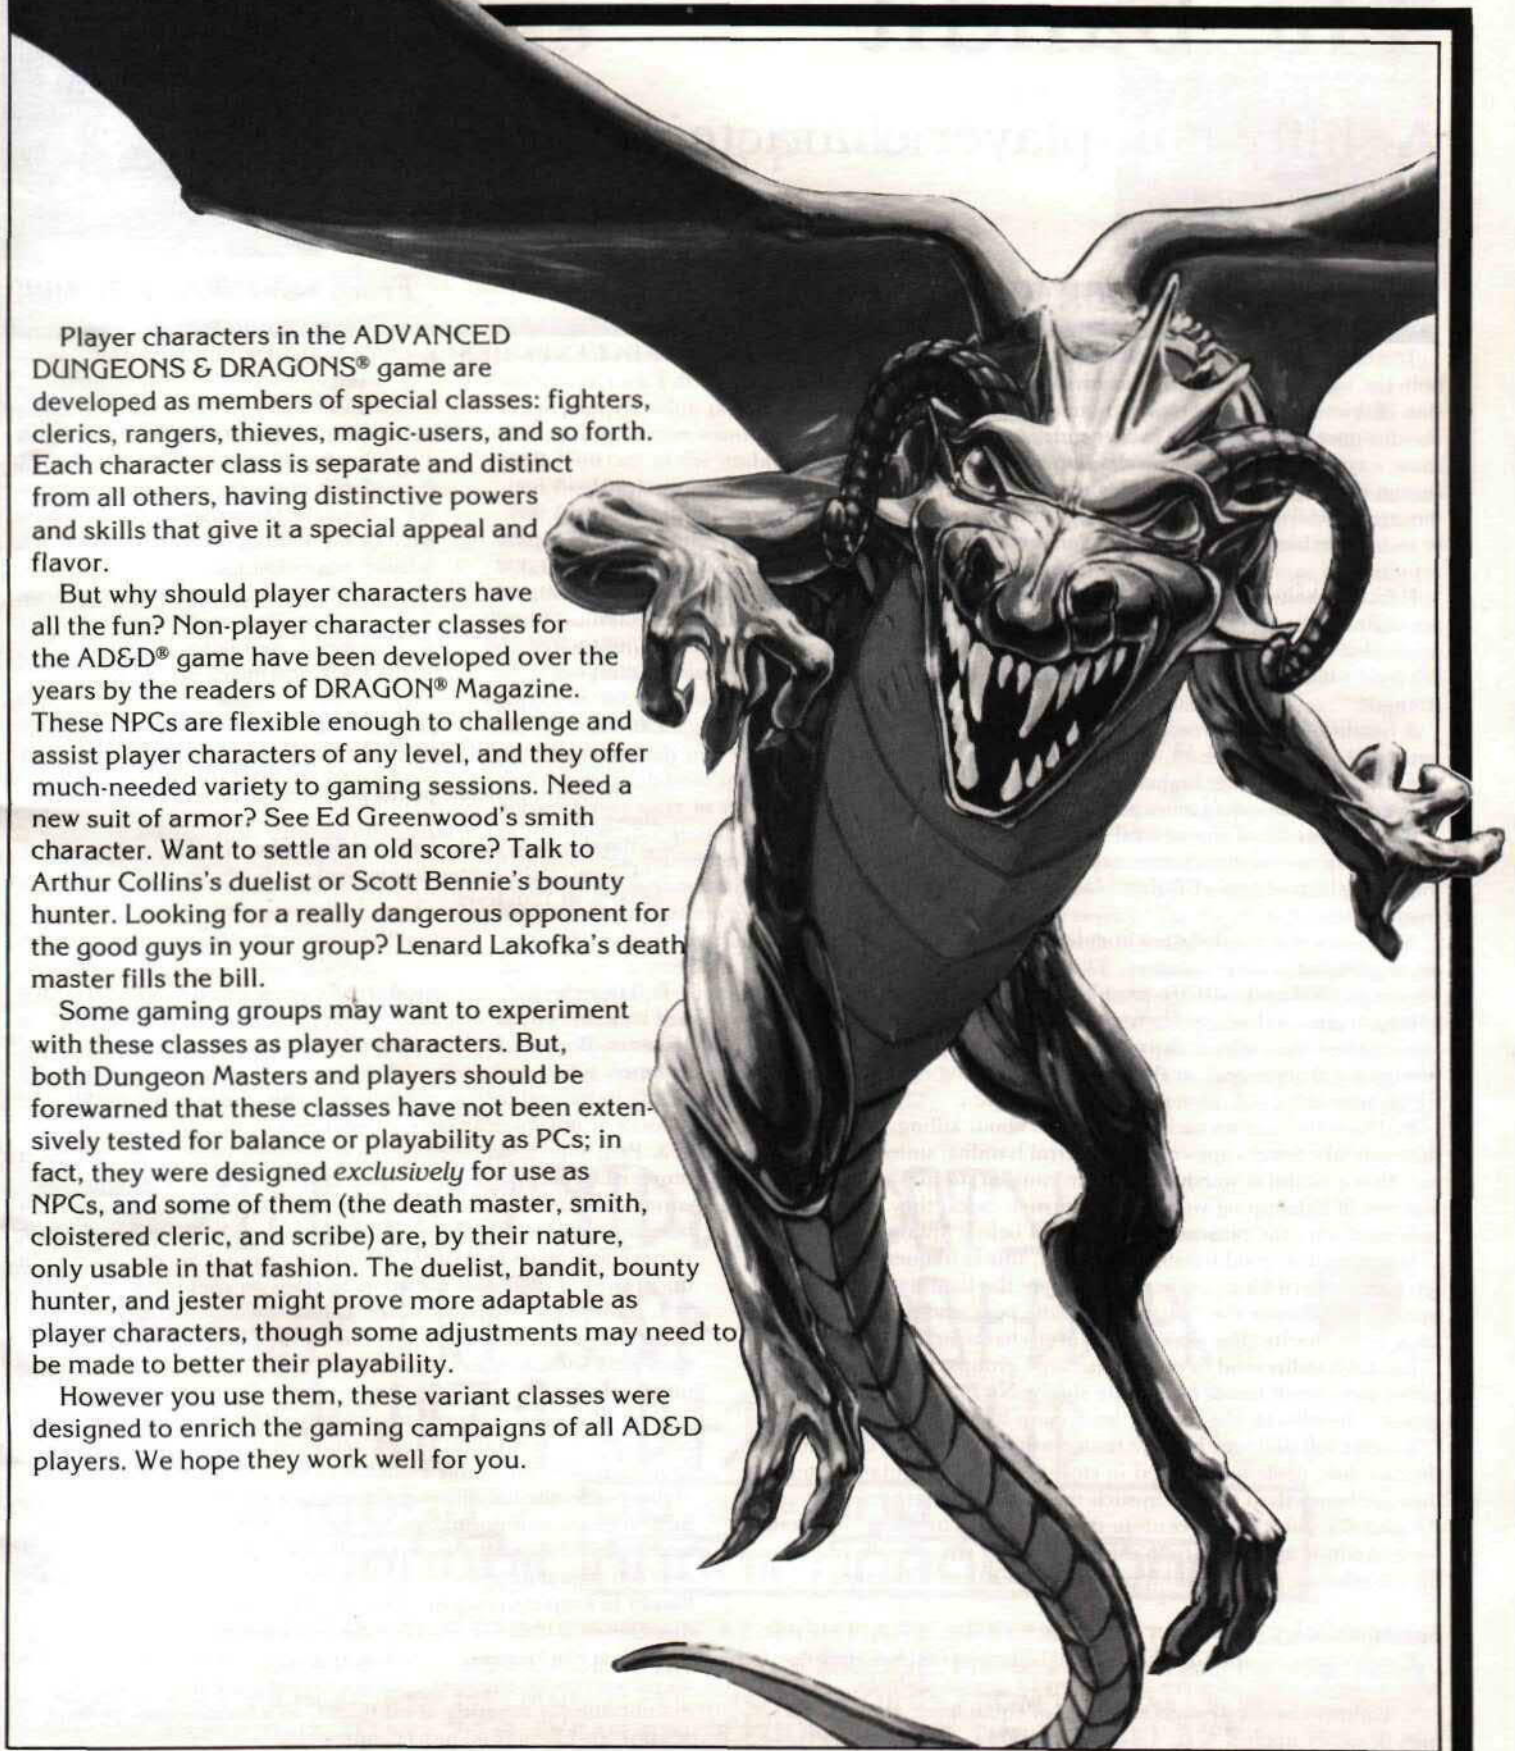 Player characters in the ADVANCED
DUNGEONS & DRAGONS® game are
developed as members of special classes: fighters,
clerics, rangers, thieves, magic-users, and so forth.
Each character class is separate and distinct
from all others, having distinctive powers
and skills that give it a special appeal and
flavor.
But why should player characters have
all the fun? Non-player character classes for
the AD&D® game have been developed over the
years by the readers of DRAGON® Magazine.
These NPCs are flexible enough to challenge and
assist player characters of any level, and they offer
much-needed variety to gaming sessions. Need a
new suit of armor? See Ed Greenwood's smith
character. Want to settle an old score? Talk to
Arthur Collins's duelist or Scott Bennie's bounty
hunter. Looking for a really dangerous opponent for
the good guys in your group? Lenard Lakofka's death
master fills the bill.
Some gaming groups may want to experiment
with these classes as player characters. But,
both Dungeon Masters and players should be
forewarned that these classes have not been exten-
sively tested for balance or playability as PCs; in
fact, they were designed exclusively for use as
NPCs, and some of them (the death master, smith,
cloistered cleric, and scribe) are, by their nature,
only usable in that fashion. The duelist, bandit, bounty
hunter, and jester might prove more adaptable as
player characters, though some adjustments may need to
be made to better their playability.
However you use them, these variant classes were
designed to enrich the gaming campaigns of all AD&D
players. We hope they work well for you.